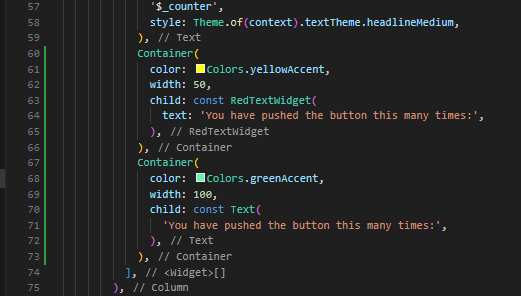 57 '$_counter',
58 style: Theme.of(context).textTheme.headlineMedium,
59 ), // Text
60 Container(
61 color: Colors.yellowAccent,
62 width: 50,
63 child: const RedTextWidget(
64 text: 'You have pushed the button this many times:',
65 ), // RedTextWidget
66 ), // Container
67 Container(
68 color: Colors.greenAccent,
69 width: 100,
70 child: const Text(
71 'You have pushed the button this many times:',
72 ), // Text
73 ), // Container
74 ], // <Widget>[]
75 ), // Column